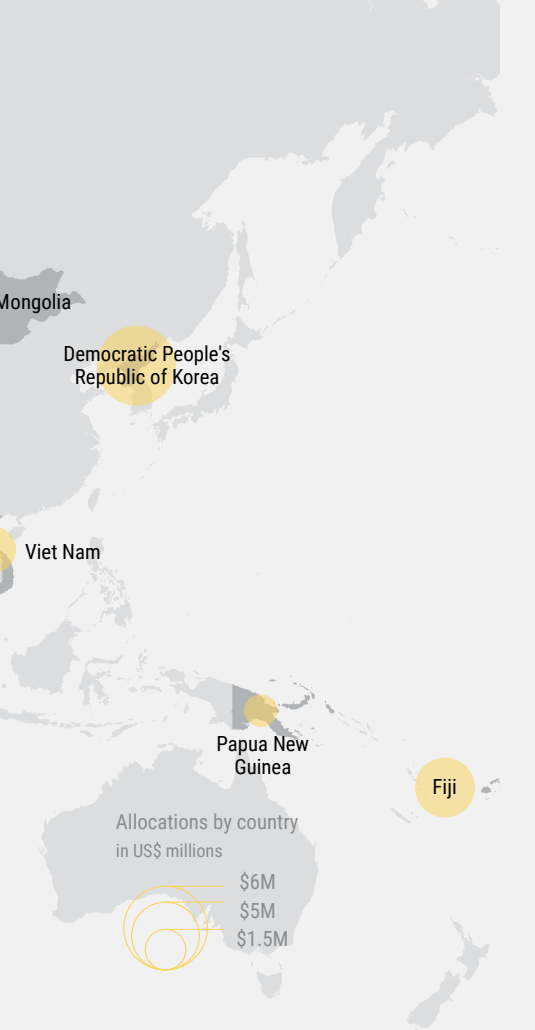 Mongolia
Democratic People's
Republic of Korea
Viet Nam
Papua New
Guinea
Fiji
Allocations by country
in US$ millions
$6M
$5M
$1.5M